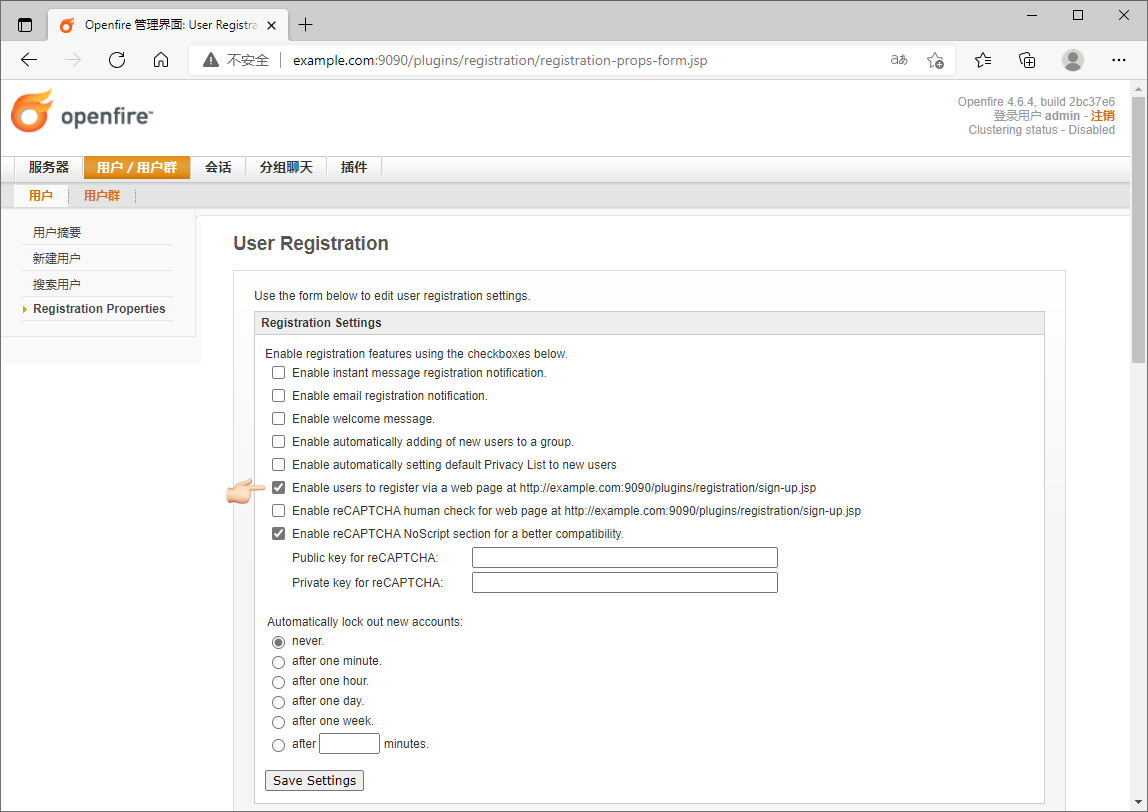 Openfire 管理界面: User Registra
不安全 example.com:9090/plugins/registration/registration-props-form.jsp
openfire™
Openfire 4.6.4, build 2bc37e6
登录用户 admin - 注销
Clustering status - Disabled
服务器 用户 / 用户群 会话 分组聊天 插件
用户 用户群
用户摘要
新建用户
搜索用户
Registration Properties
User Registration
Use the form below to edit user registration settings.
Registration Settings
Enable registration features using the checkboxes below.
Enable instant message registration notification.
Enable email registration notification.
Enable welcome message.
Enable automatically adding of new users to a group.
Enable automatically setting default Privacy List to new users
Enable users to register via a web page at http://example.com:9090/plugins/registration/sign-up.jsp
Enable reCAPTCHA human check for web page at http://example.com:9090/plugins/registration/sign-up.jsp
Enable reCAPTCHA NoScript section for a better compatibility.
Public key for reCAPTCHA:
Private key for reCAPTCHA:
Automatically lock out new accounts:
never.
after one minute.
after one hour.
after one day.
after one week.
after minutes.
Save Settings